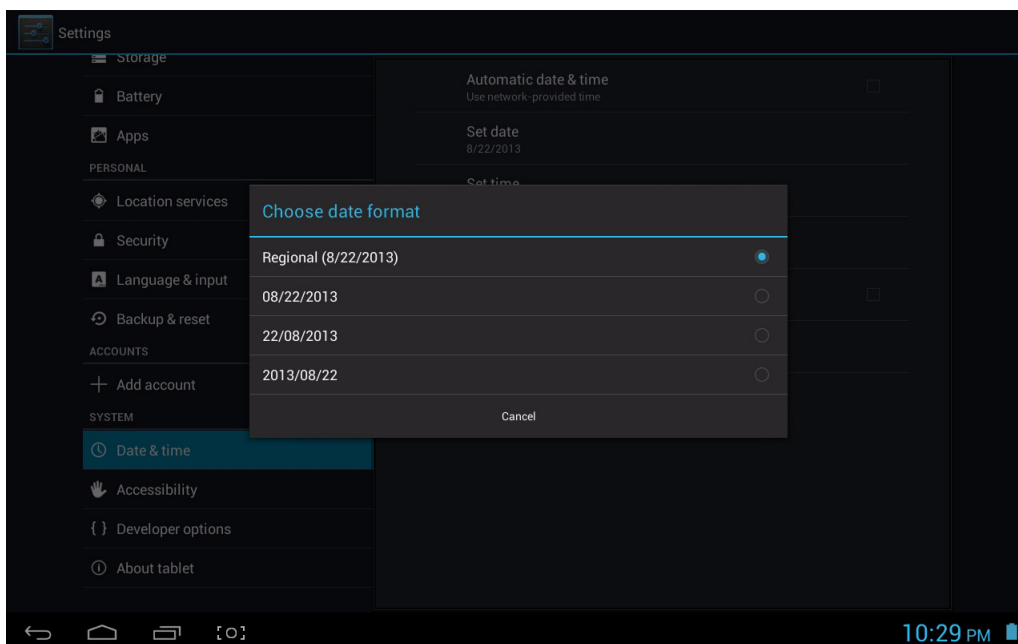 Settings
Storage
Battery
Apps
PERSONAL
Location services
Security
Language & input
Backup & reset
ACCOUNTS
Add account
SYSTEM
Date & time
Accessibility
{ } Developer options
About tablet
Automatic date & time
Use network-provided time
Set date
8/22/2013
Set time
Choose date format
Regional (8/22/2013)
08/22/2013
22/08/2013
2013/08/22
Cancel
10:29 PM